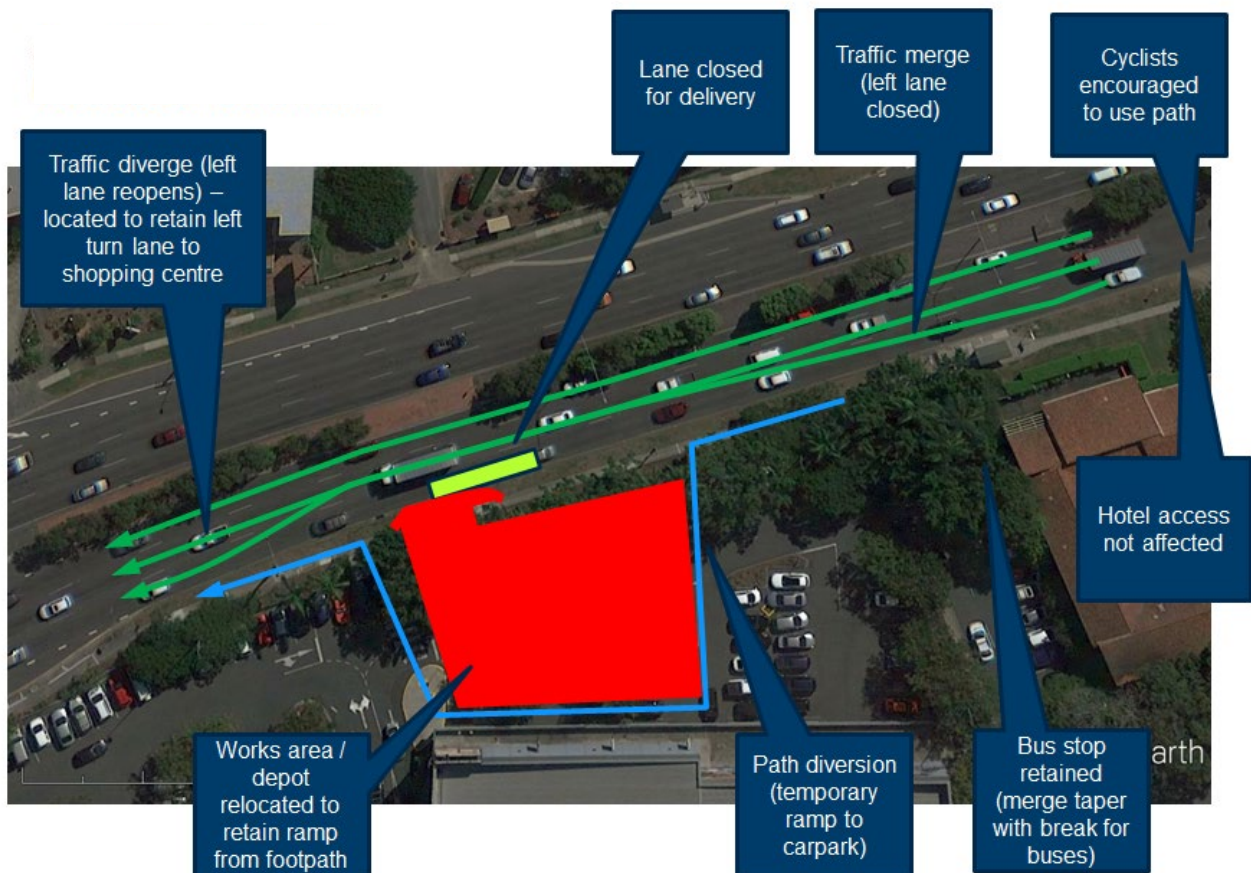 Lane closed
for delivery
Traffic merge
(left lane
closed)
Cyclists
encouraged
to use path
Traffic diverge (left
lane reopens) –
located to retain left
turn lane to
shopping centre
Hotel access
not affected
Works area /
depot
relocated to
retain ramp
from footpath
Path diversion
(temporary
ramp to
carpark)
Bus stop
retained
(merge taper
with break for
buses)
arth